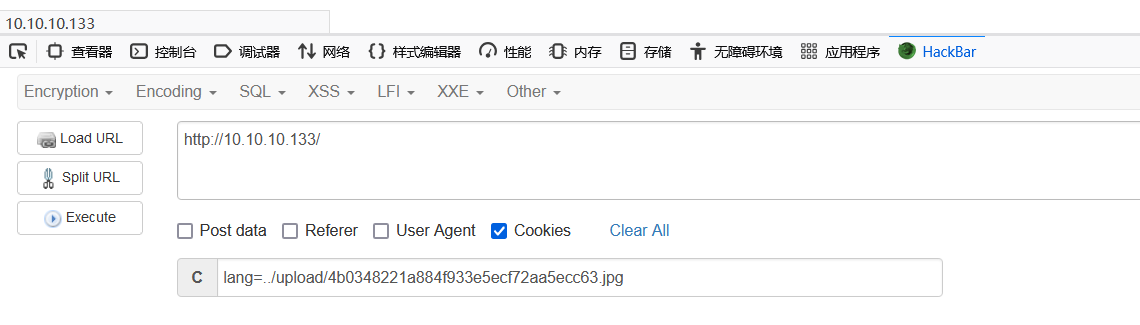 10.10.10.133
查看器 控制台 调试器 网络 样式编辑器 性能 内存 存储 无障碍环境 应用程序 HackBar
Encryption Encoding SQL XSS LFI XXE Other
Load URL
http://10.10.10.133/
Split URL
Execute
Post data Referer User Agent Cookies Clear All
C lang=../upload/4b0348221a884f933e5ecf72aa5ecc63.jpg